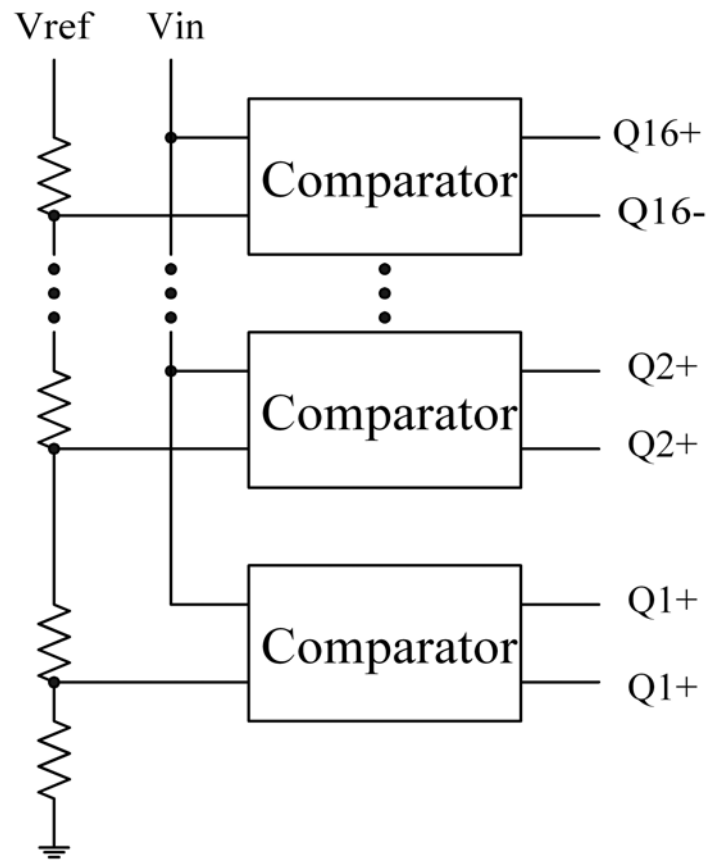 Vref Vin
Q16+
Comparator
Q16-
Q2+
Comparator
Q2+
Q1+
Comparator
Q1+